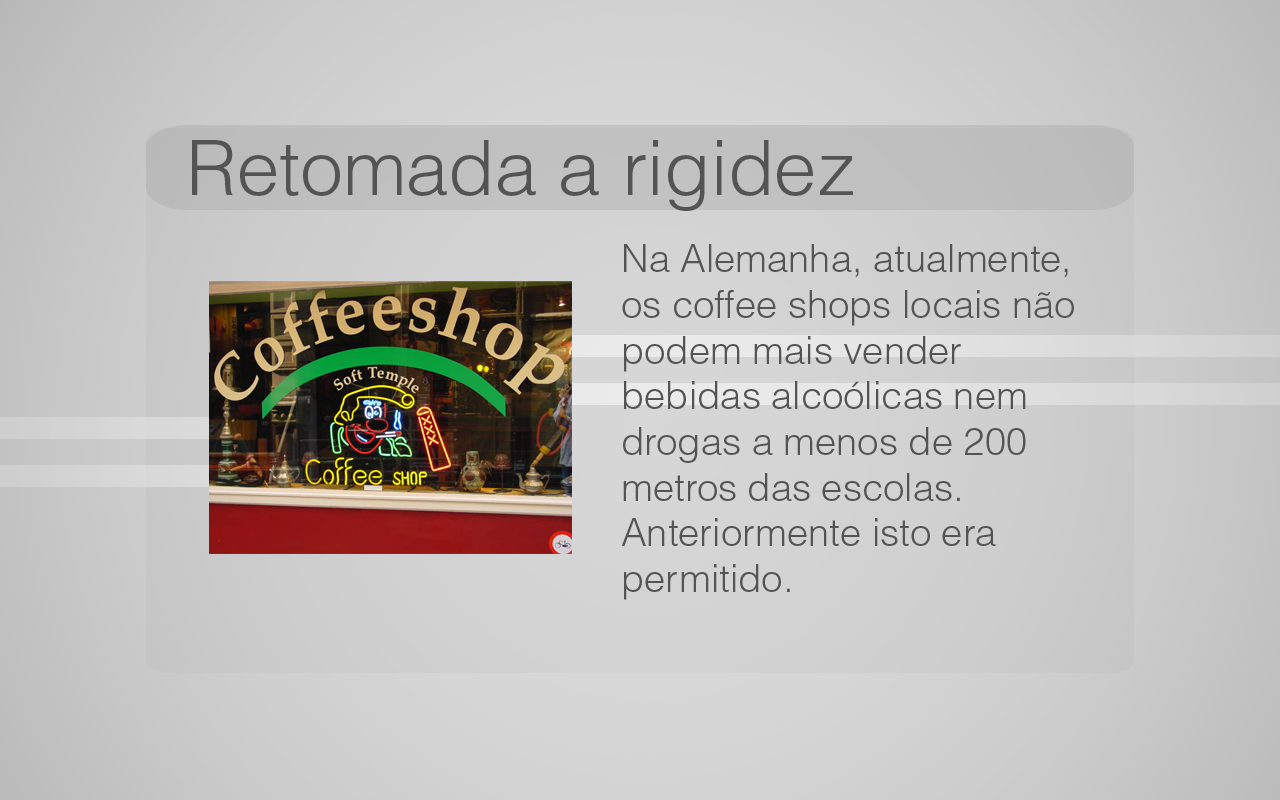 Retomada a rigidez
Na Alemanha, atualmente,
os coffee shops locais não
podem mais vender
bebidas alcoólicas nem
drogas a menos de 200
metros das escolas.
Anteriormente isto era
permitido.
Coffeeshop
Soft Temple
Coffee SHOP